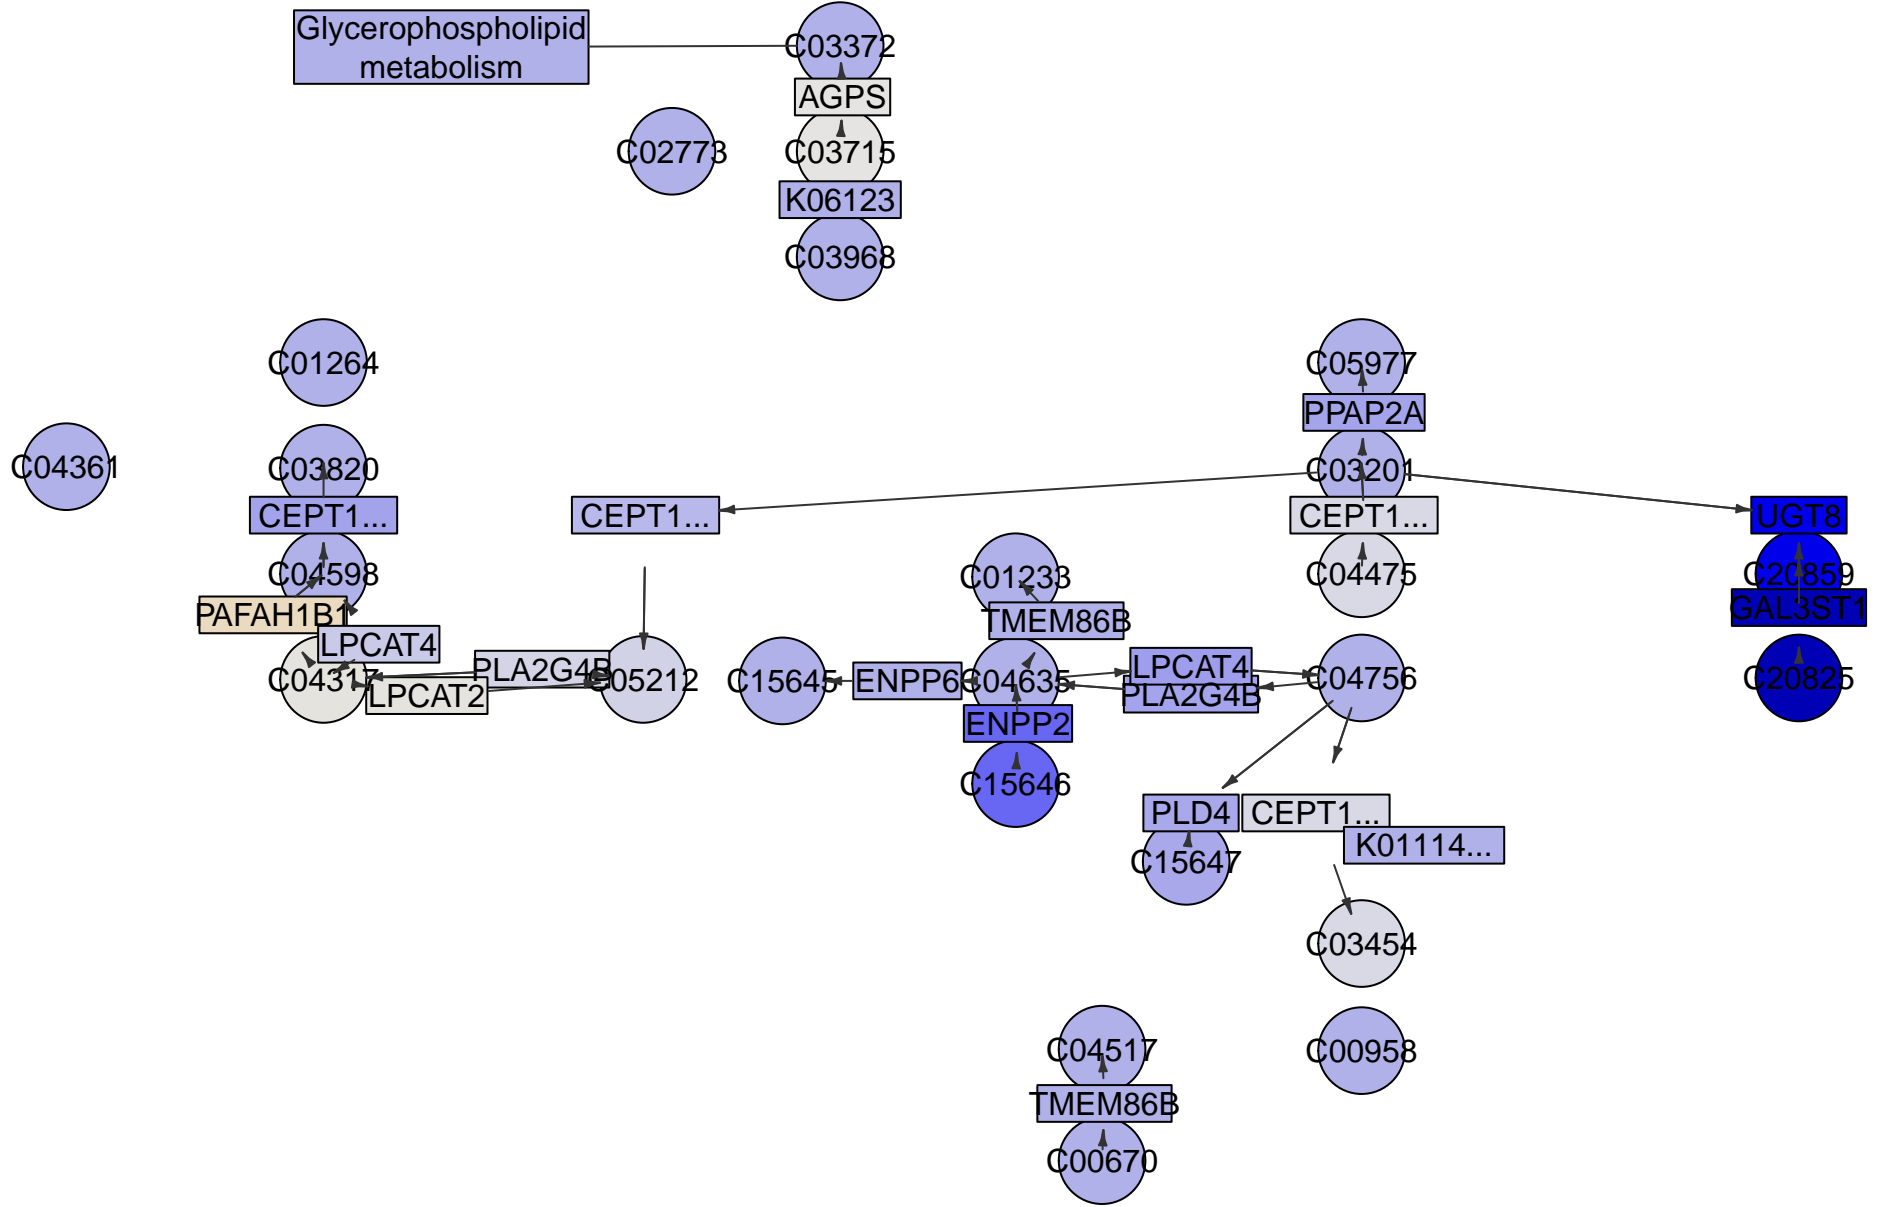 Glycerophospholipid
metabolism
C03372
AGPS
C02773
C03715
K06123
C03968
C01264
C05977
PPAP2A
C04361
C03820
C03201
CEPT1...
CEPT1...
CEPT1...
UGT8
C04598
C01233
C04475
C20859
PAFAH1B1
TMEM86B
GAL3ST1
LPCAT4
PLA2G4B
LPCAT4
C04317
C05212
C15645
ENPP6
C04635
C04756
C20825
LPCAT2
PLA2G4B
ENPP2
C15646
PLD4
CEPT1...
K01114...
C15647
C03454
C04517
C00958
TMEM86B
C00670